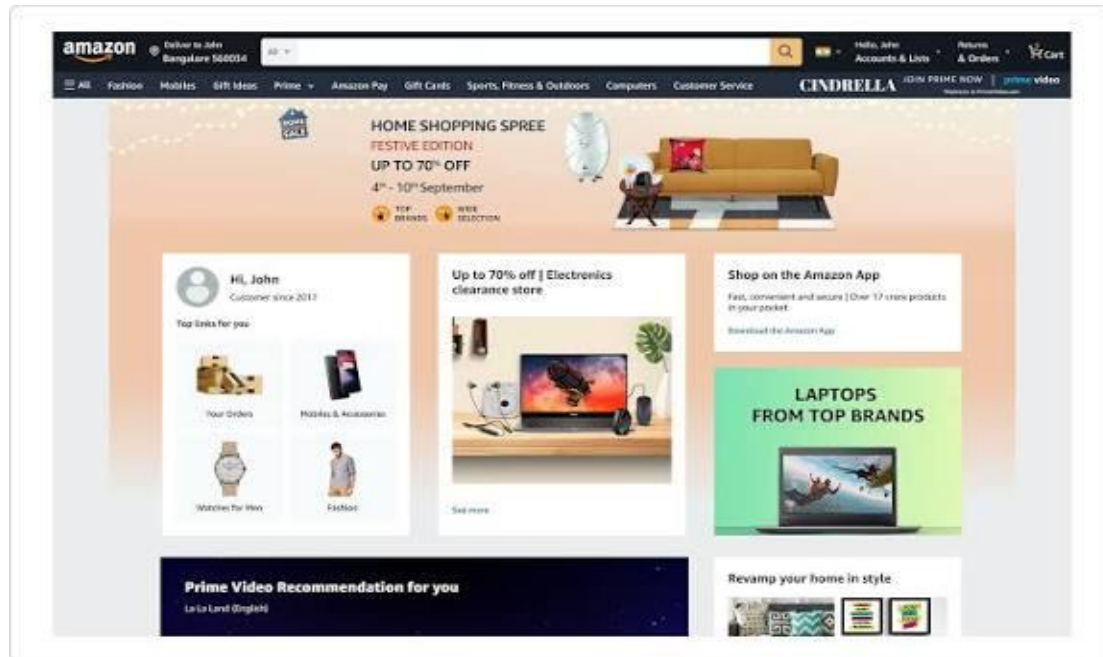 amazon
Deliver to John
Bangalore 560034
All
Hello, John
Accounts & Lists
Returns
& Orders
Cart
All Fashion Mobiles Gift Ideas Prime Amazon Pay Gift Cards Sports, Fitness & Outdoors Computers Customer Service
CINDRELLA
JOIN PRIME NOW | prime video
HOME
SALE
HOME SHOPPING SPREE
FESTIVE EDITION
UP TO 70% OFF
4th - 10th September
TOP
BRANDS
WIDE
SELECTION
Hi, John
Customer since 2017
Top links for you
Your Orders
Mobiles & Accessories
Watches for Men
Fashion
Up to 70% off | Electronics
clearance store
See more
Shop on the Amazon App
Fast, convenient and secure | Over 17 crore products
in your pocket
Download the Amazon App
LAPTOPS
FROM TOP BRANDS
Prime Video Recommendation for you
La La Land (English)
Revamp your home in style